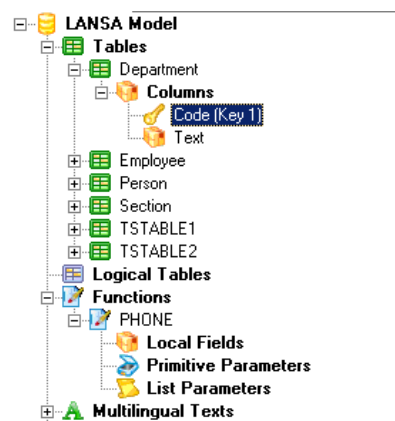 LANSA Model
Tables
Department
Columns
Code (Key 1)
Text
Employee
Person
Section
TSTABLE1
TSTABLE2
Logical Tables
Functions
PHONE
Local Fields
Primitive Parameters
List Parameters
Multilingual Texts